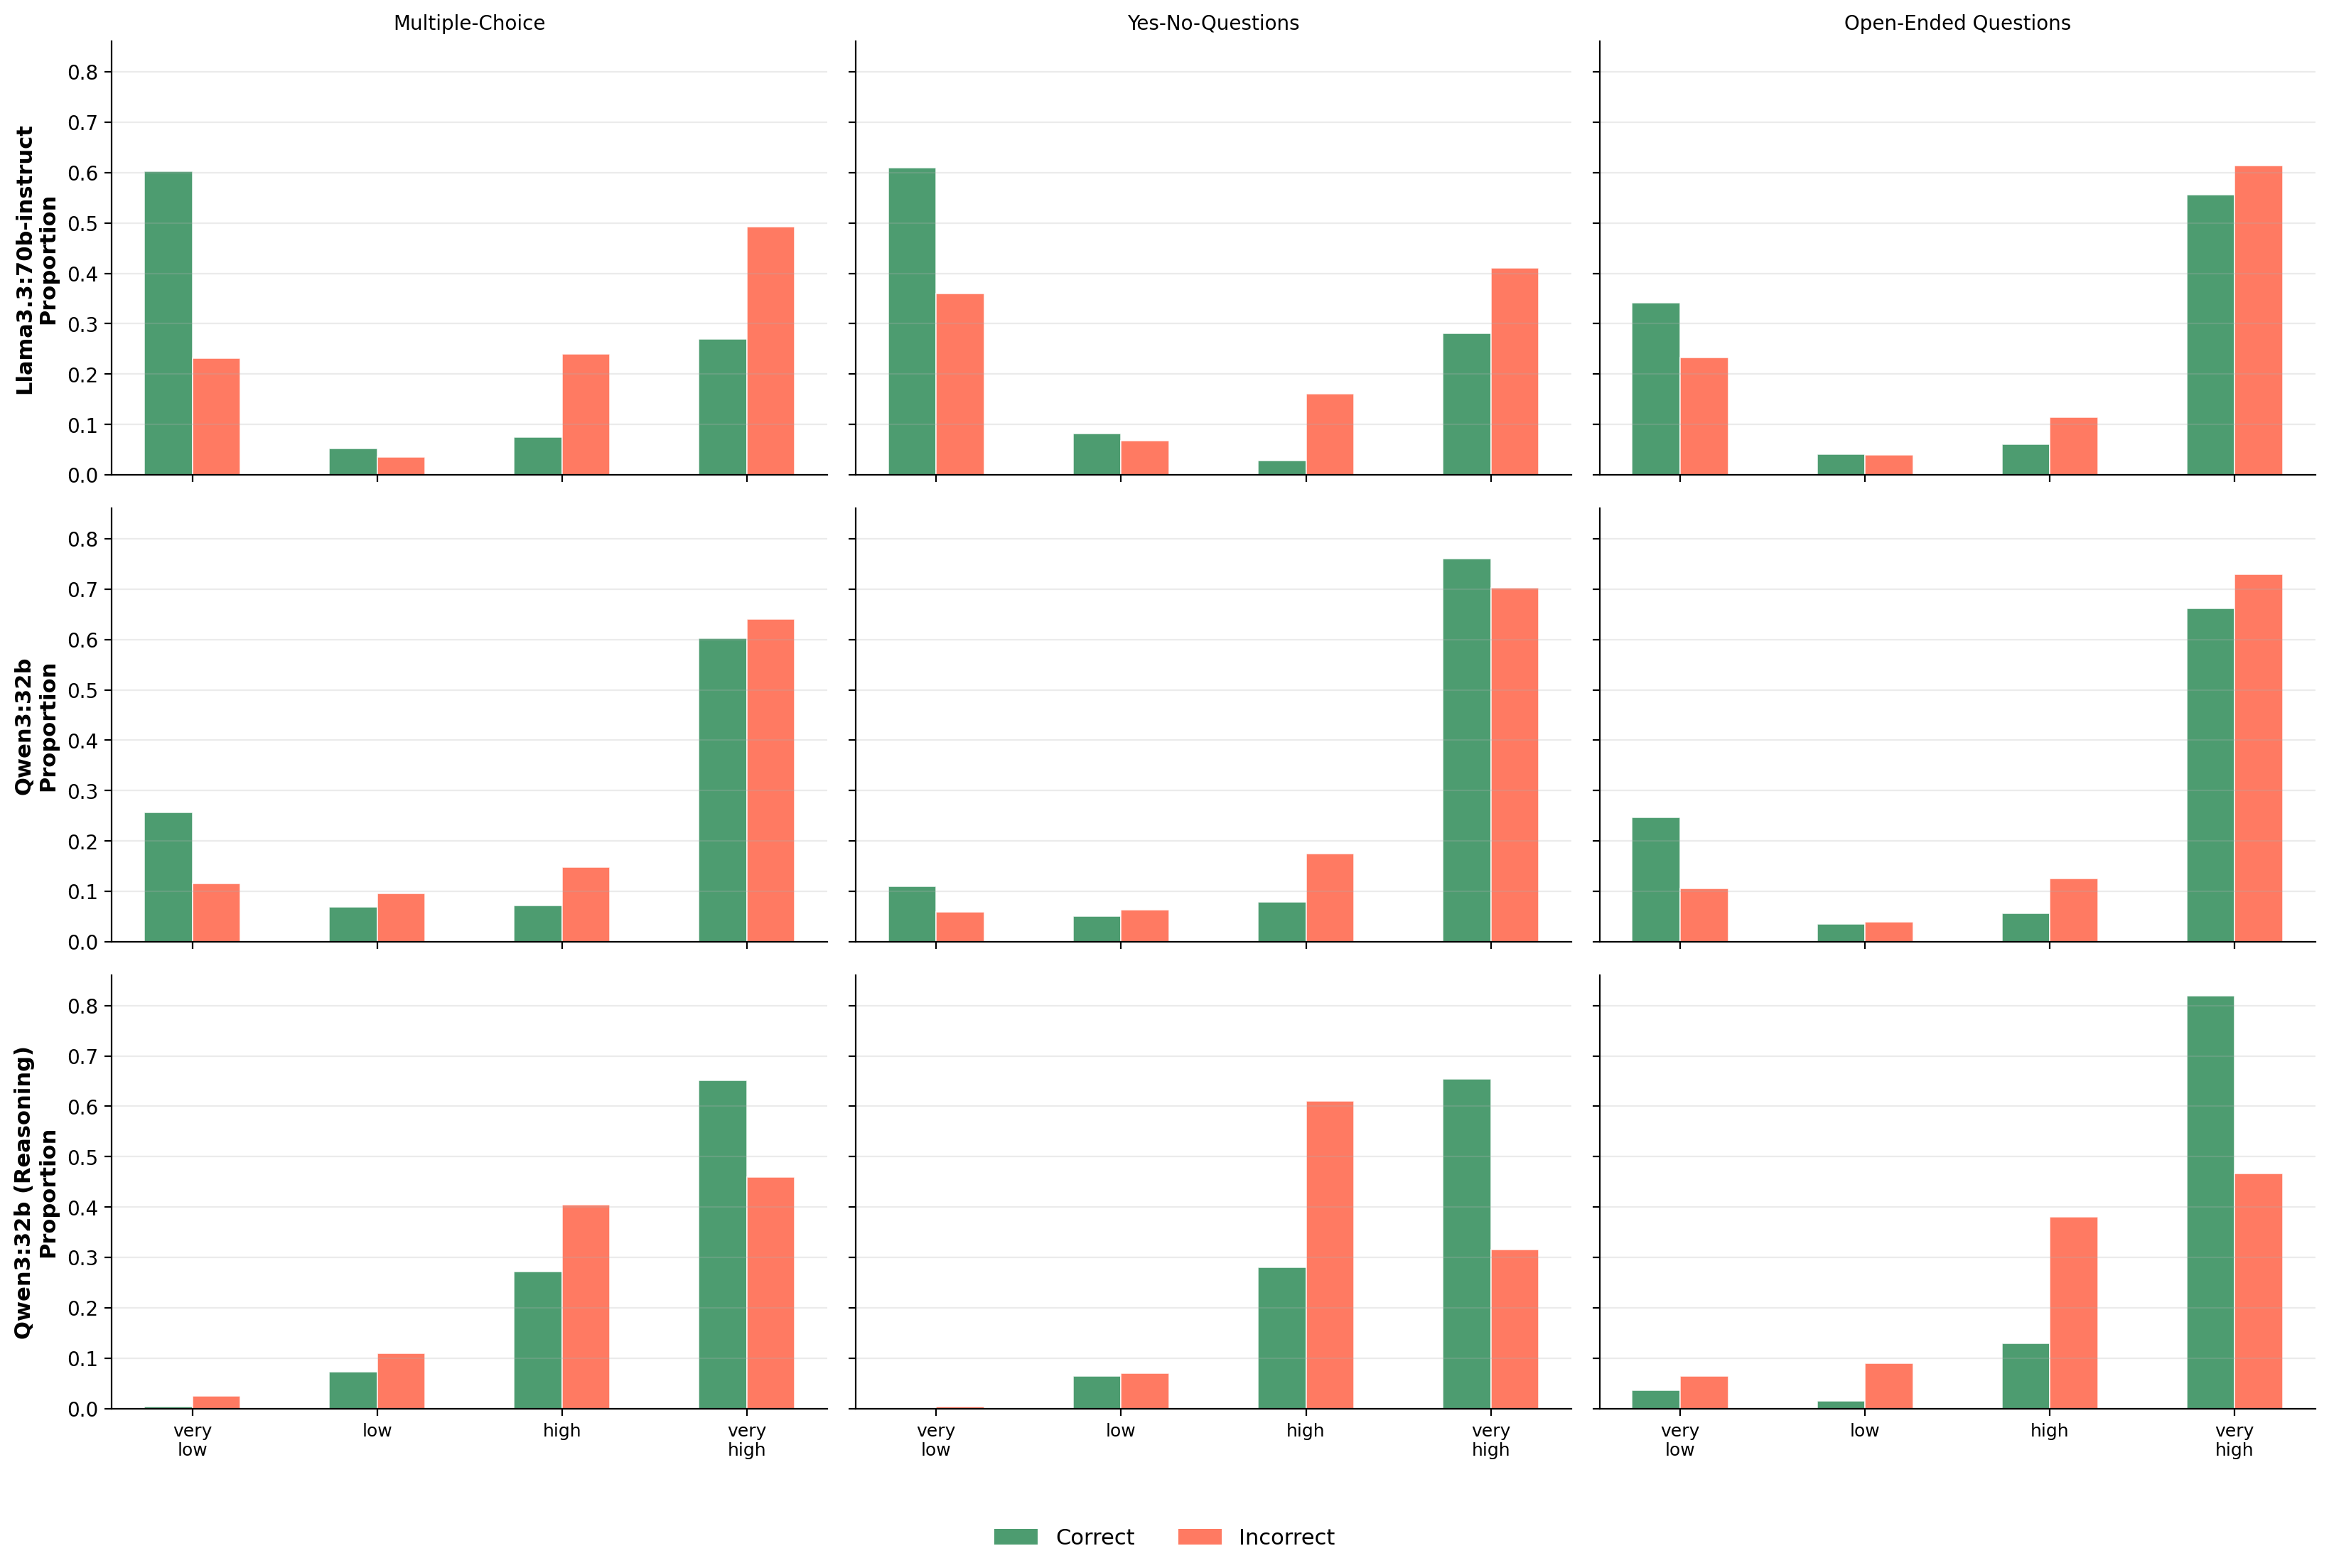 Multiple-Choice
Yes-No-Questions
Open-Ended Questions
Llama3.3:70b-instruct
Proportion
0.8
0.7
0.6
0.5
0.4
0.3
0.2
0.1
0.0
Qwen3:32b
Proportion
0.8
0.7
0.6
0.5
0.4
0.3
0.2
0.1
0.0
Qwen3:32b (Reasoning)
Proportion
0.8
0.7
0.6
0.5
0.4
0.3
0.2
0.1
0.0
very
low
low
high
very
high
very
low
low
high
very
high
very
low
low
high
very
high
Correct
Incorrect